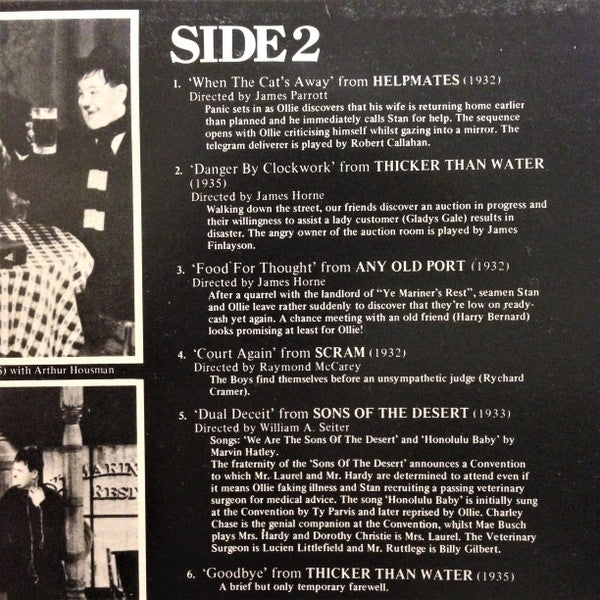 SIDE 2
1. 'When The Cat's Away' from HELPMATES (1932)
Directed by James Parrott
Panic sets in as Ollie discovers that his wife is returning home earlier
than planned and he immediately calls Stan for help. The sequence
opens with Ollie criticising himself whilst gazing into a mirror. The
telegram deliverer is played by Robert Callahan.
2. 'Danger By Clockwork' from THICKER THAN WATER
(1935)
Directed by James Horne
Walking down the street, our friends discover an auction in progress and
their willingness to assist a lady customer (Gladys Gale) results in
disaster. The angry owner of the auction room is played by James
Finlayson.
3. 'Food For Thought' from ANY OLD PORT (1932)
Directed by James Horne
After a quarrel with the landlord of "Ye Mariner's Rest", seamen Stan
and Ollie leave rather suddenly to discover that they're low on ready-
cash yet again. A chance meeting with an old friend (Harry Bernard)
looks promising at least for Ollie!
S) with Arthur Housman
4. 'Court Again' from SCRAM (1932)
Directed by Raymond McCarey
The Boys find themselves before an unsympathetic judge (Rychard
Cramer).
5. 'Dual Deceit' from SONS OF THE DESERT (1933)
Directed by William A. Seiter
Songs: 'We Are The Sons Of The Desert' and 'Honolulu Baby' by
Marvin Hatley.
The fraternity of the 'Sons Of The Desert' announces a Convention
to which Mr. Laurel and Mr. Hardy are determined to attend even if
it means Ollie faking illness and Stan recruiting a passing veterinary
surgeon for medical advice. The song 'Honolulu Baby' is initially sung
at the Convention by Ty Parvis and later reprised by Ollie. Charley
Chase is the genial companion at the Convention, whilst Mae Busch
plays Mrs. Hardy and Dorothy Christie is Mrs. Laurel. The Veterinary
Surgeon is Lucien Littlefield and Mr. Ruttlege is Billy Gilbert.
6. 'Goodbye' from THICKER THAN WATER (1935)
A brief but only temporary farewell.
ARIN
REST